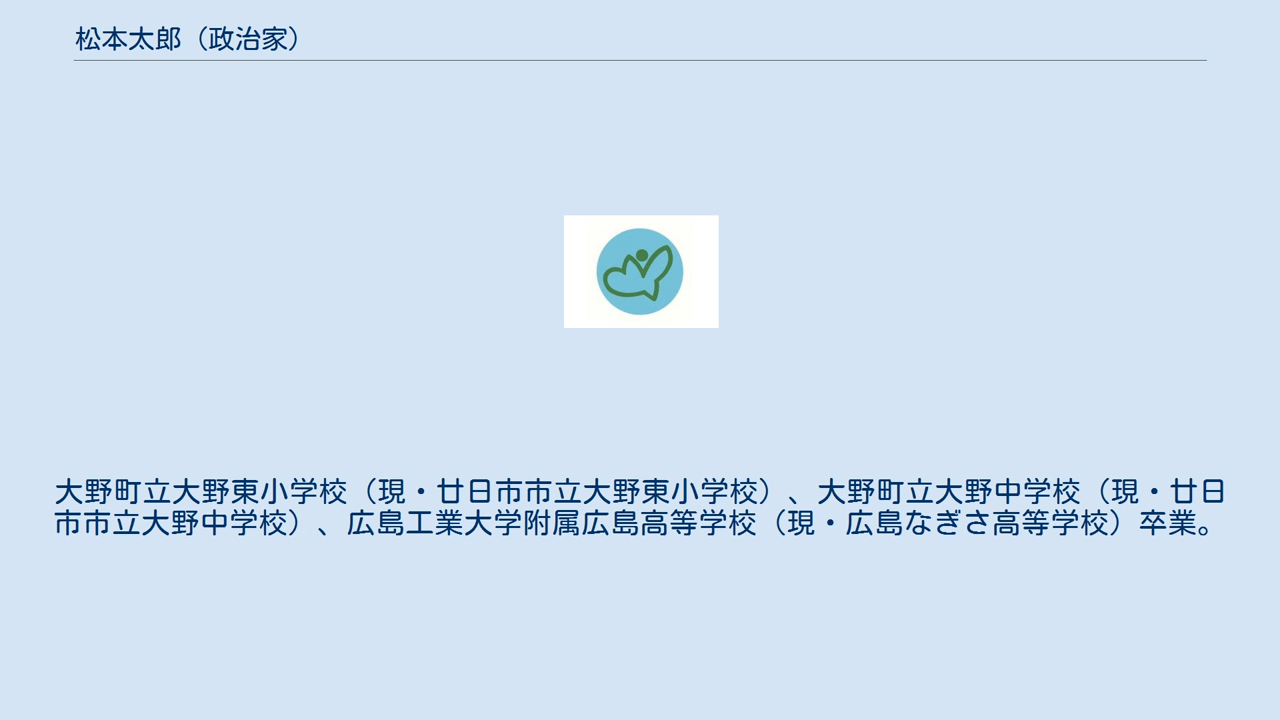 松本太郎（政治家）
大野町立大野東小学校（現・廿日市市立大野東小学校）、大野町立大野中学校（現・廿日
市市立大野中学校）、広島工業大学附属広島高等学校（現・広島なぎさ高等学校）卒業。